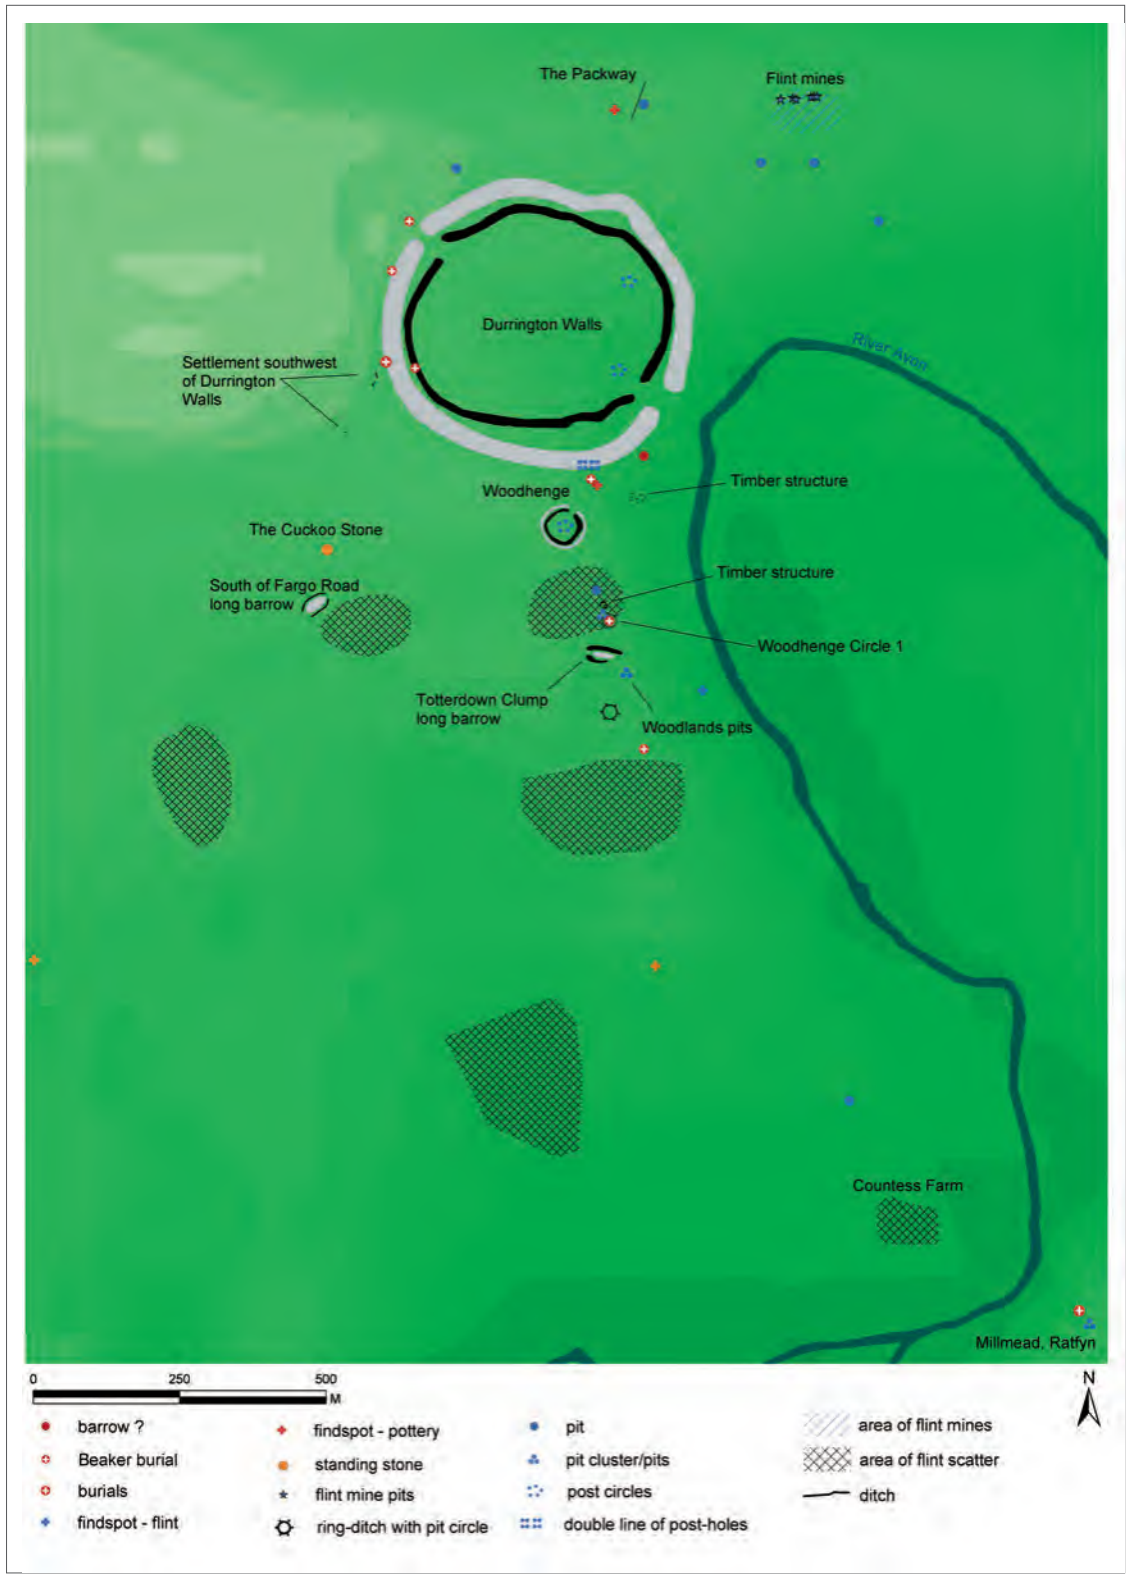 The Packway
Flint mines
Durrington Walls
River Avon
Settlement southwest
of Durrington
Walls
Timber structure
Woodhenge
The Cuckoo Stone
Timber structure
South of Fargo Road
long barrow
Woodhenge Circle 1
Totterdown Clump
long barrow
Woodlands pits
Countess Farm
Millmead, Ratfyn
0 250 500
M
N
barrow ?
Beaker burial
burials
findspot - flint
findspot - pottery
standing stone
flint mine pits
ring-ditch with pit circle
pit
pit cluster/pits
post circles
double line of post-holes
area of flint mines
area of flint scatter
ditch